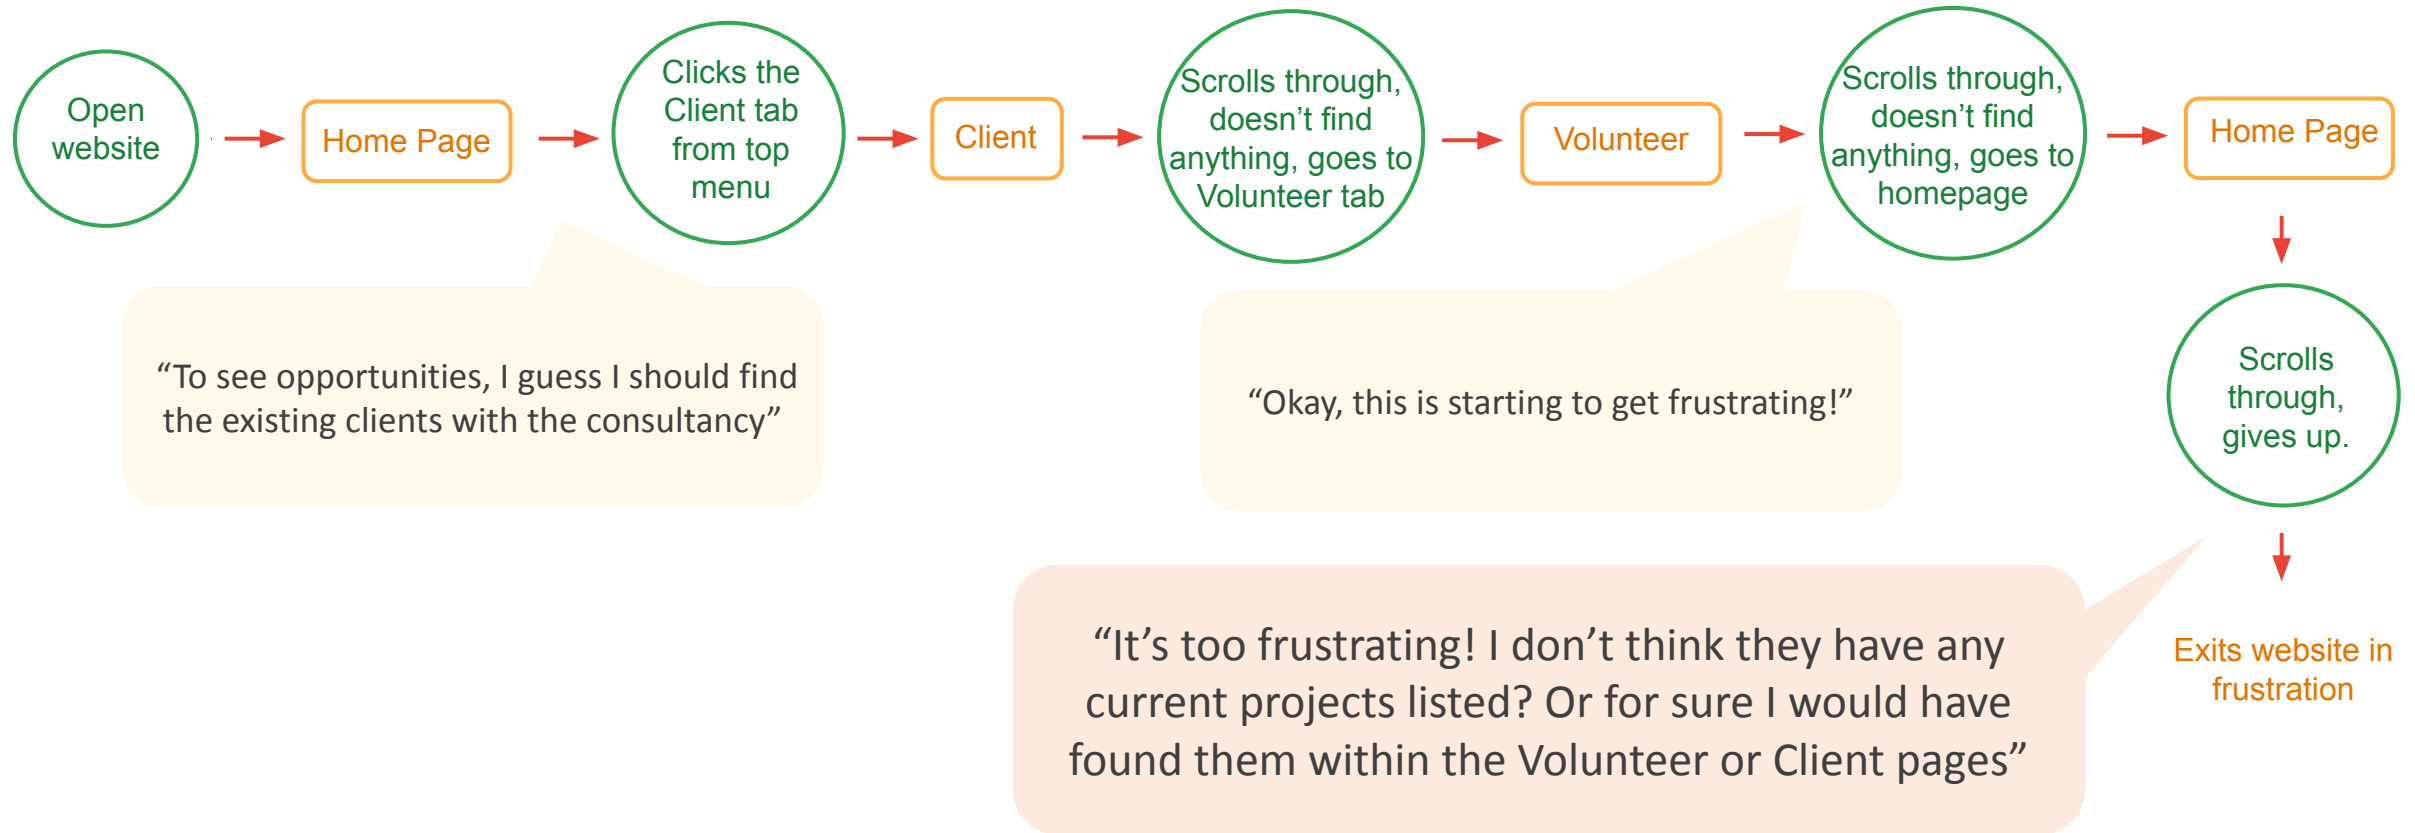 Open
website
Home Page
Clicks the
Client tab
from top
menu
Client
Scrolls through,
doesn’t find
anything, goes to
Volunteer tab
Volunteer
Scrolls through,
doesn’t find
anything, goes to
homepage
Home Page
“To see opportunities, I guess I should find
the existing clients with the consultancy”
“Okay, this is starting to get frustrating!”
Scrolls
through,
gives up.
“It’s too frustrating! I don’t think they have any
current projects listed? Or for sure I would have
found them within the Volunteer or Client pages”
Exits website in
frustration